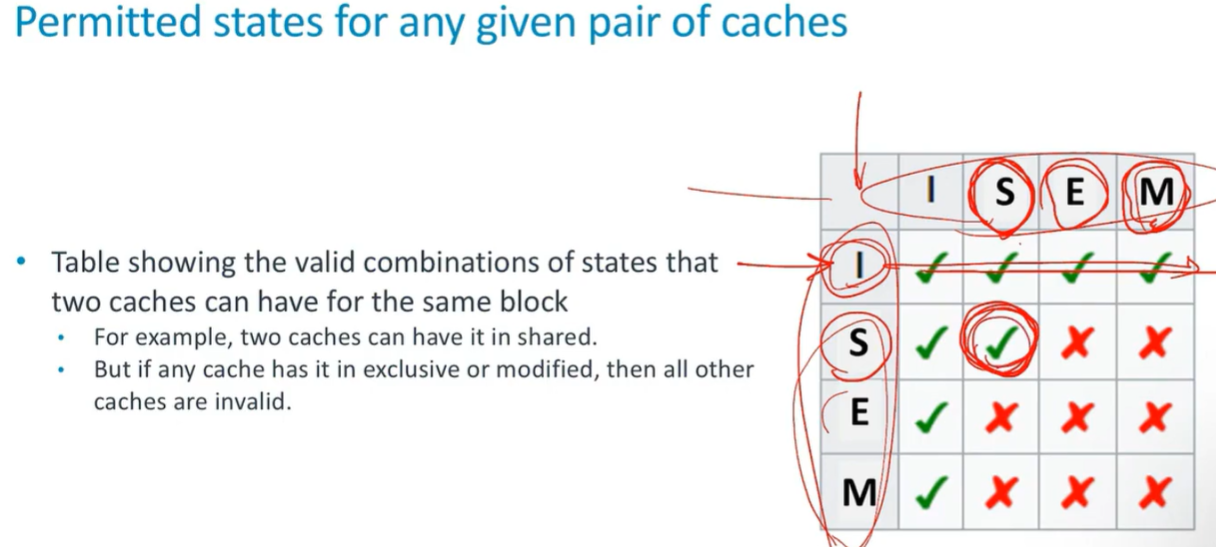 Permitted states for any given pair of caches
I S E M
• Table showing the valid combinations of states that
two caches can have for the same block
• For example, two caches can have it in shared.
• But if any cache has it in exclusive or modified, then all other
caches are invalid.
I ✓ ✓ ✓ ✓
S ✓ ✓ ✗ ✗
E ✓ ✗ ✗ ✗
M ✓ ✗ ✗ ✗